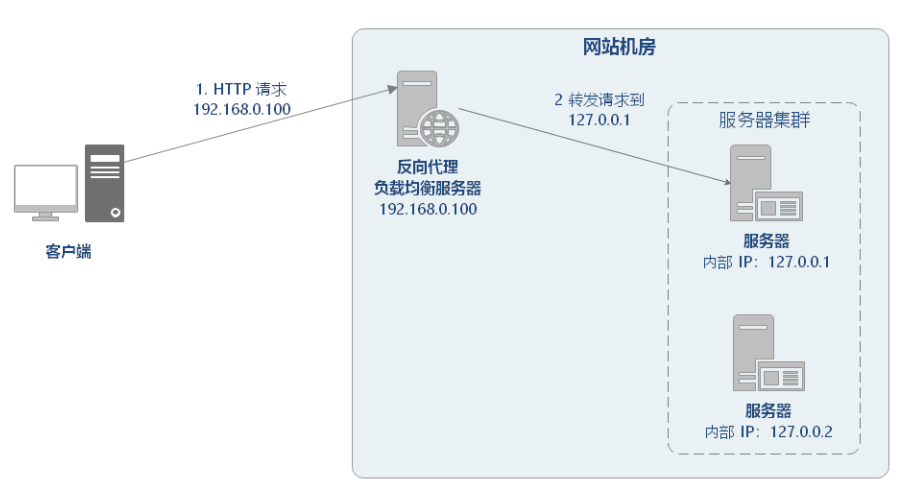 网站机房
1. HTTP 请求
192.168.0.100
2 转发请求到
127.0.0.1
服务器集群
反向代理
负载均衡服务器
192.168.0.100
客户端
服务器
内部 IP：127.0.0.1
服务器
内部 IP：127.0.0.2